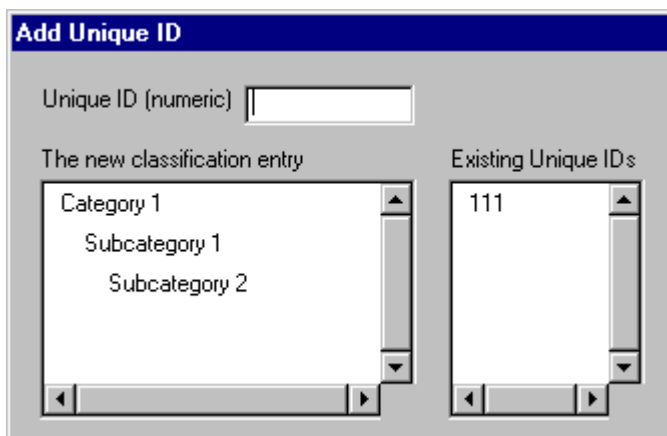 Add Unique ID
Unique ID (numeric)
The new classification entry
Existing Unique IDs
Category 1
Subcategory 1
Subcategory 2
111